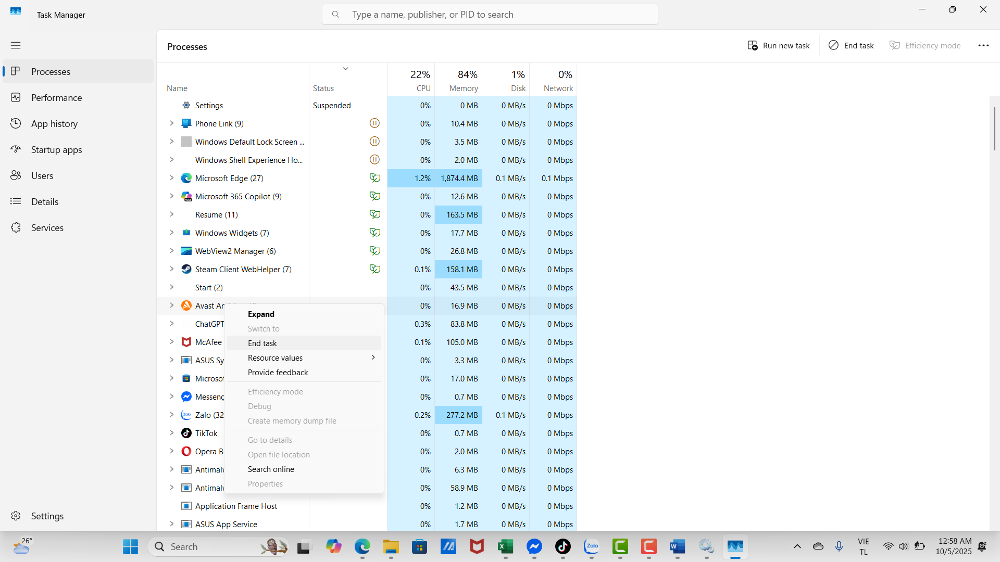 Task Manager
Type a name, publisher, or PID to search
Processes
Run new task
End task
Efficiency mode
Processes
Performance
App history
Startup apps
Users
Details
Services
Settings
22% 84% 1% 0%
Name Status CPU Memory Disk Network
Settings Suspended 0% 0 MB 0 MB/s 0 Mbps
Phone Link (9) 0% 10.4 MB 0 MB/s 0 Mbps
Windows Default Lock Screen ... 0% 3.5 MB 0 MB/s 0 Mbps
Windows Shell Experience Ho... 0% 2.0 MB 0 MB/s 0 Mbps
Microsoft Edge (27) 1.2% 1,874.4 MB 0.1 MB/s 0.1 Mbps
Microsoft 365 Copilot (9) 0% 12.6 MB 0 MB/s 0 Mbps
Resume (11) 0% 163.5 MB 0 MB/s 0 Mbps
Windows Widgets (7) 0% 17.7 MB 0 MB/s 0 Mbps
WebView2 Manager (6) 0% 26.8 MB 0 MB/s 0 Mbps
Steam Client WebHelper (7) 0.1% 158.1 MB 0 MB/s 0 Mbps
Start (2) 0% 43.5 MB 0 MB/s 0 Mbps
Avast 0% 16.9 MB 0 MB/s 0 Mbps
ChatGPT 0.3% 83.8 MB 0 MB/s 0 Mbps
McAfee 0.1% 105.0 MB 0 MB/s 0 Mbps
ASUS Sy 0% 3.3 MB 0 MB/s 0 Mbps
Microsof 0% 17.0 MB 0 MB/s 0 Mbps
Messeng 0% 0.7 MB 0 MB/s 0 Mbps
Zalo (32 0.2% 277.2 MB 0.1 MB/s 0 Mbps
TikTok 0% 0.7 MB 0 MB/s 0 Mbps
Opera B 0% 2.0 MB 0 MB/s 0 Mbps
Antimalw 0% 6.3 MB 0 MB/s 0 Mbps
Antimalw 0% 58.9 MB 0 MB/s 0 Mbps
Application Frame Host 0% 1.2 MB 0 MB/s 0 Mbps
ASUS App Service 0% 1.7 MB 0 MB/s 0 Mbps
Expand
Switch to
End task
Resource values
Provide feedback
Efficiency mode
Debug
Create memory dump file
Go to details
Open file location
Search online
Properties
26°
Search
Zalo
VIE
TL
12:58 AM
10/5/2025